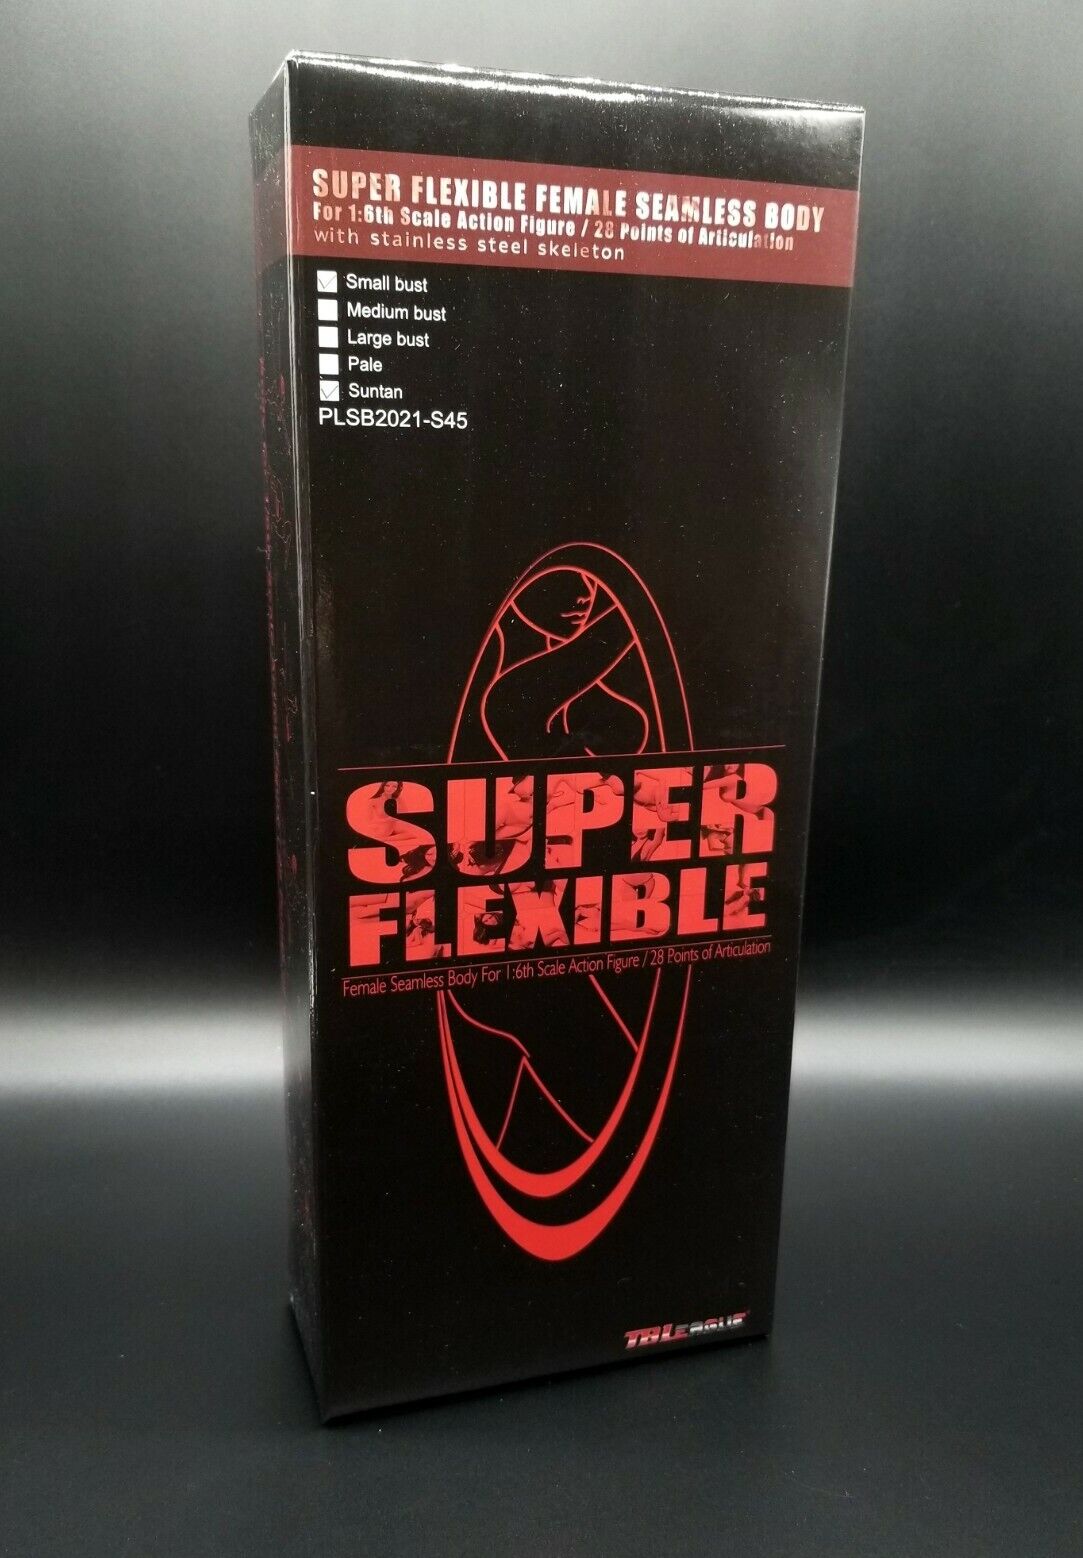 SUPER FLEXIBLE FEMALE SEAMLESS BODY
For 1:6th Scale Action Figure / 28 Points of Articulation
with stainless steel skeleton
Small bust
Medium bust
Large bust
Pale
Suntan
PLSB2021-S45
SUPER
FLEXIBLE
Female Seamless Body For 1:6th Scale Action Figure / 28 Points of Articulation
TBLEAGUE